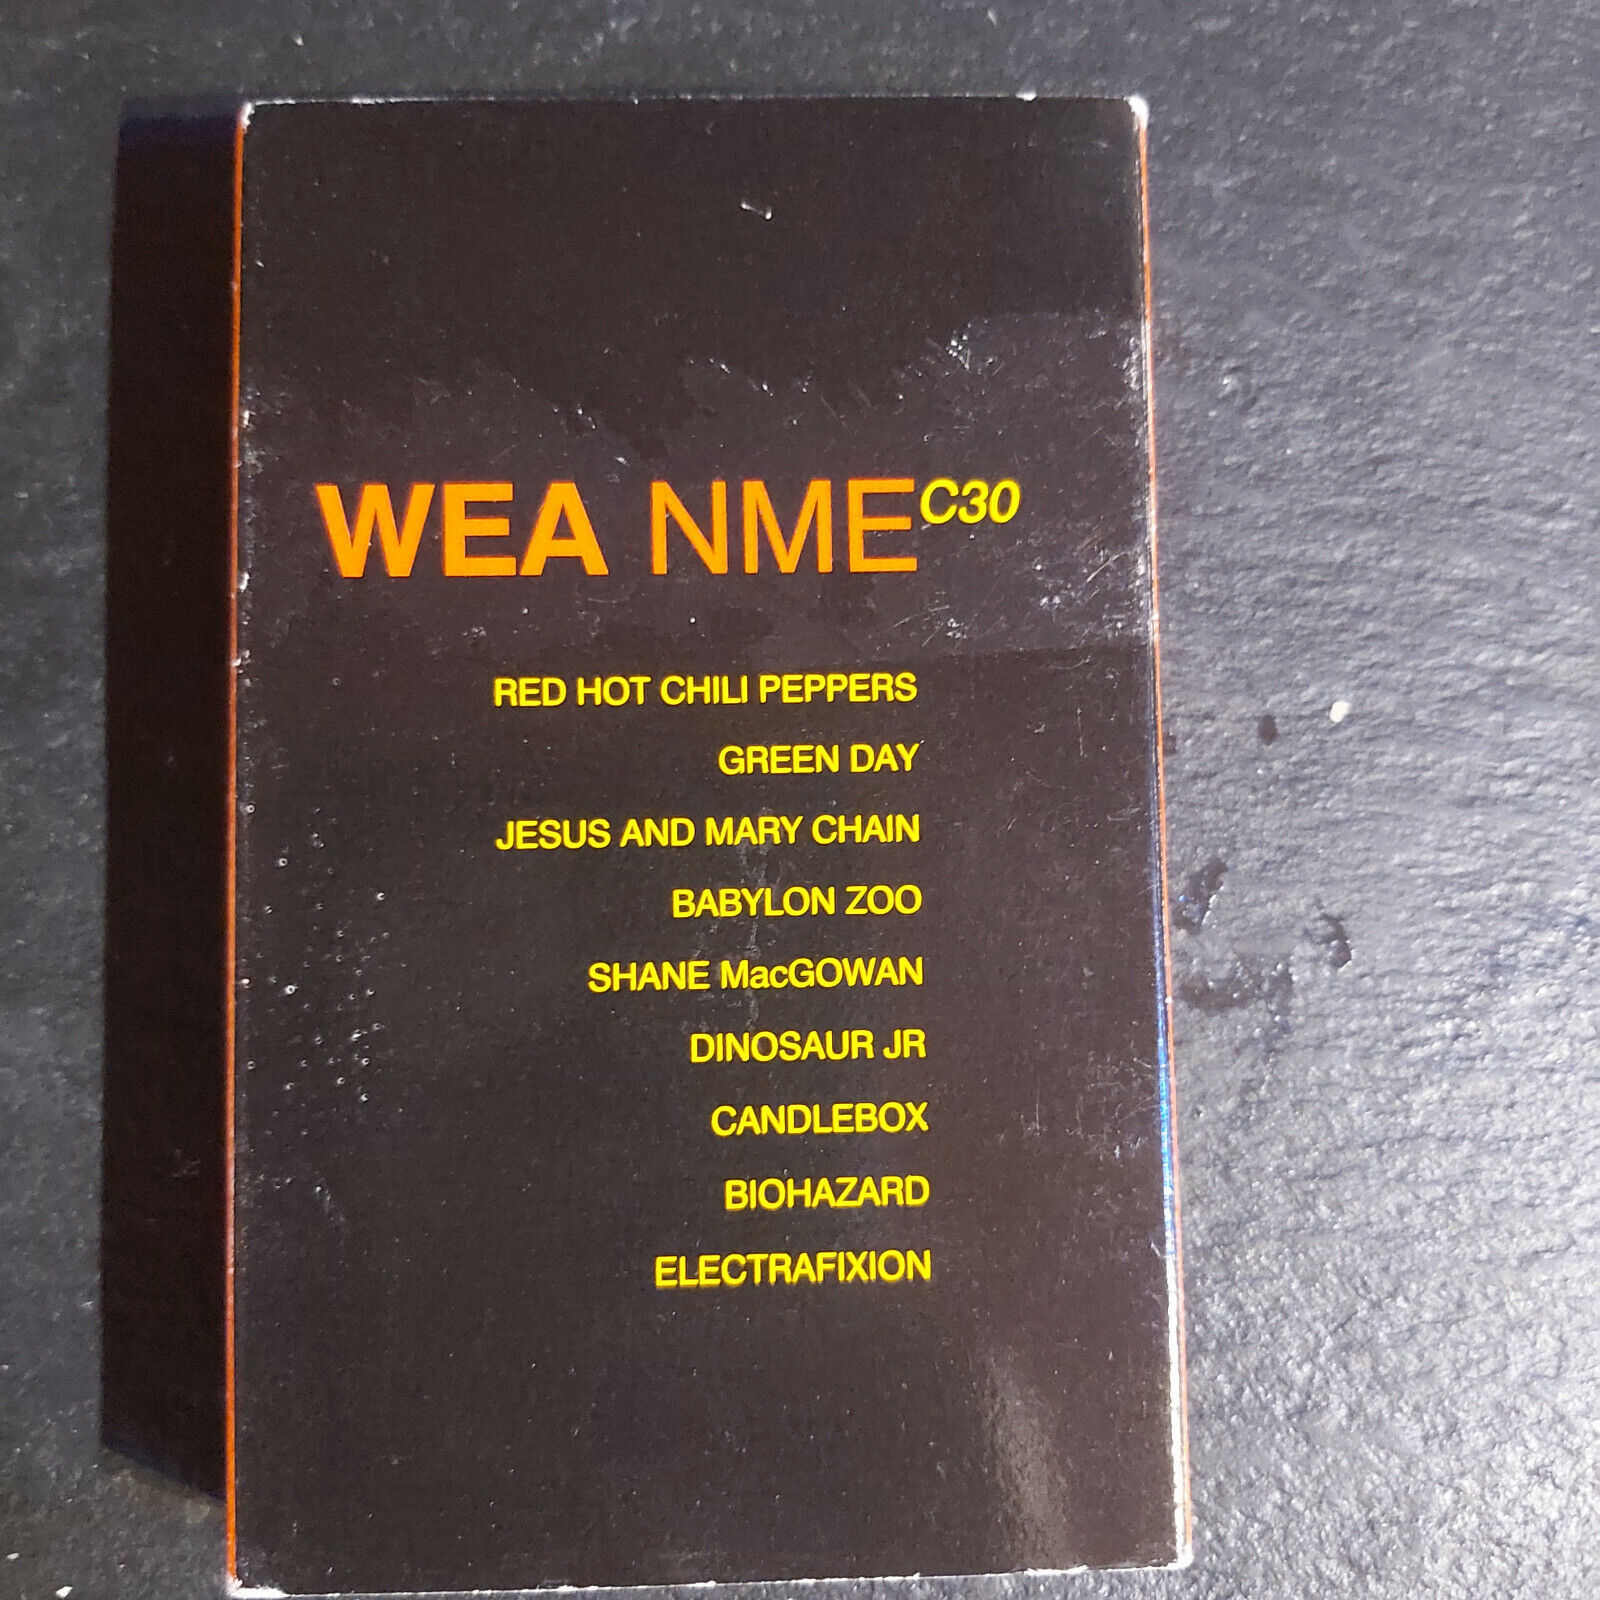 WEA NME C30
RED HOT CHILI PEPPERS
GREEN DAY
JESUS AND MARY CHAIN
BABYLON ZOO
SHANE MacGOWAN
DINOSAUR JR
CANDLEBOX
BIOHAZARD
ELECTRAFIXION